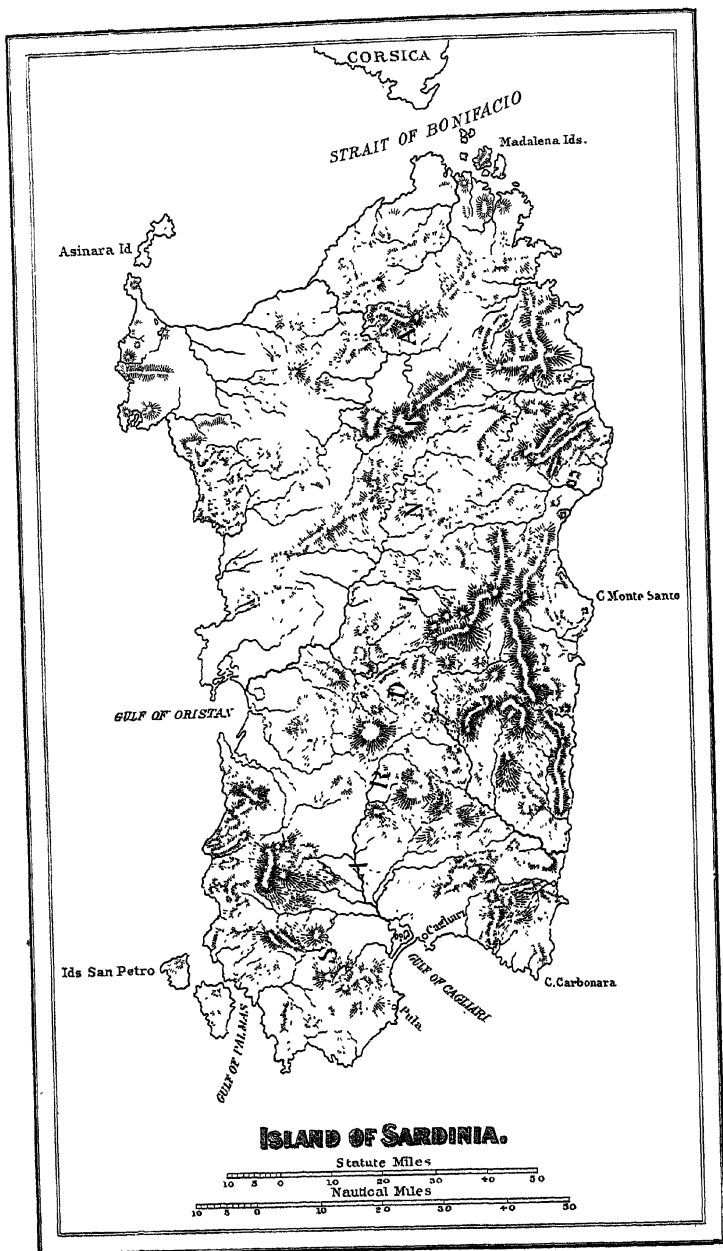 CORSICA
STRAIT OF BONIFACIO
Madalena Ids.
Asinara Id
C. Monte Santo
GULF OF ORISTAN
SARDINIA
Cagliari
Ids San Petro
GULF OF CAGLIARI
C. Carbonara
Pula
GULF OF PALMAS
ISLAND OF SARDINIA.
Statute Miles
10 5 0 10 20 30 40 50
Nautical Miles
10 5 0 10 20 30 40 50